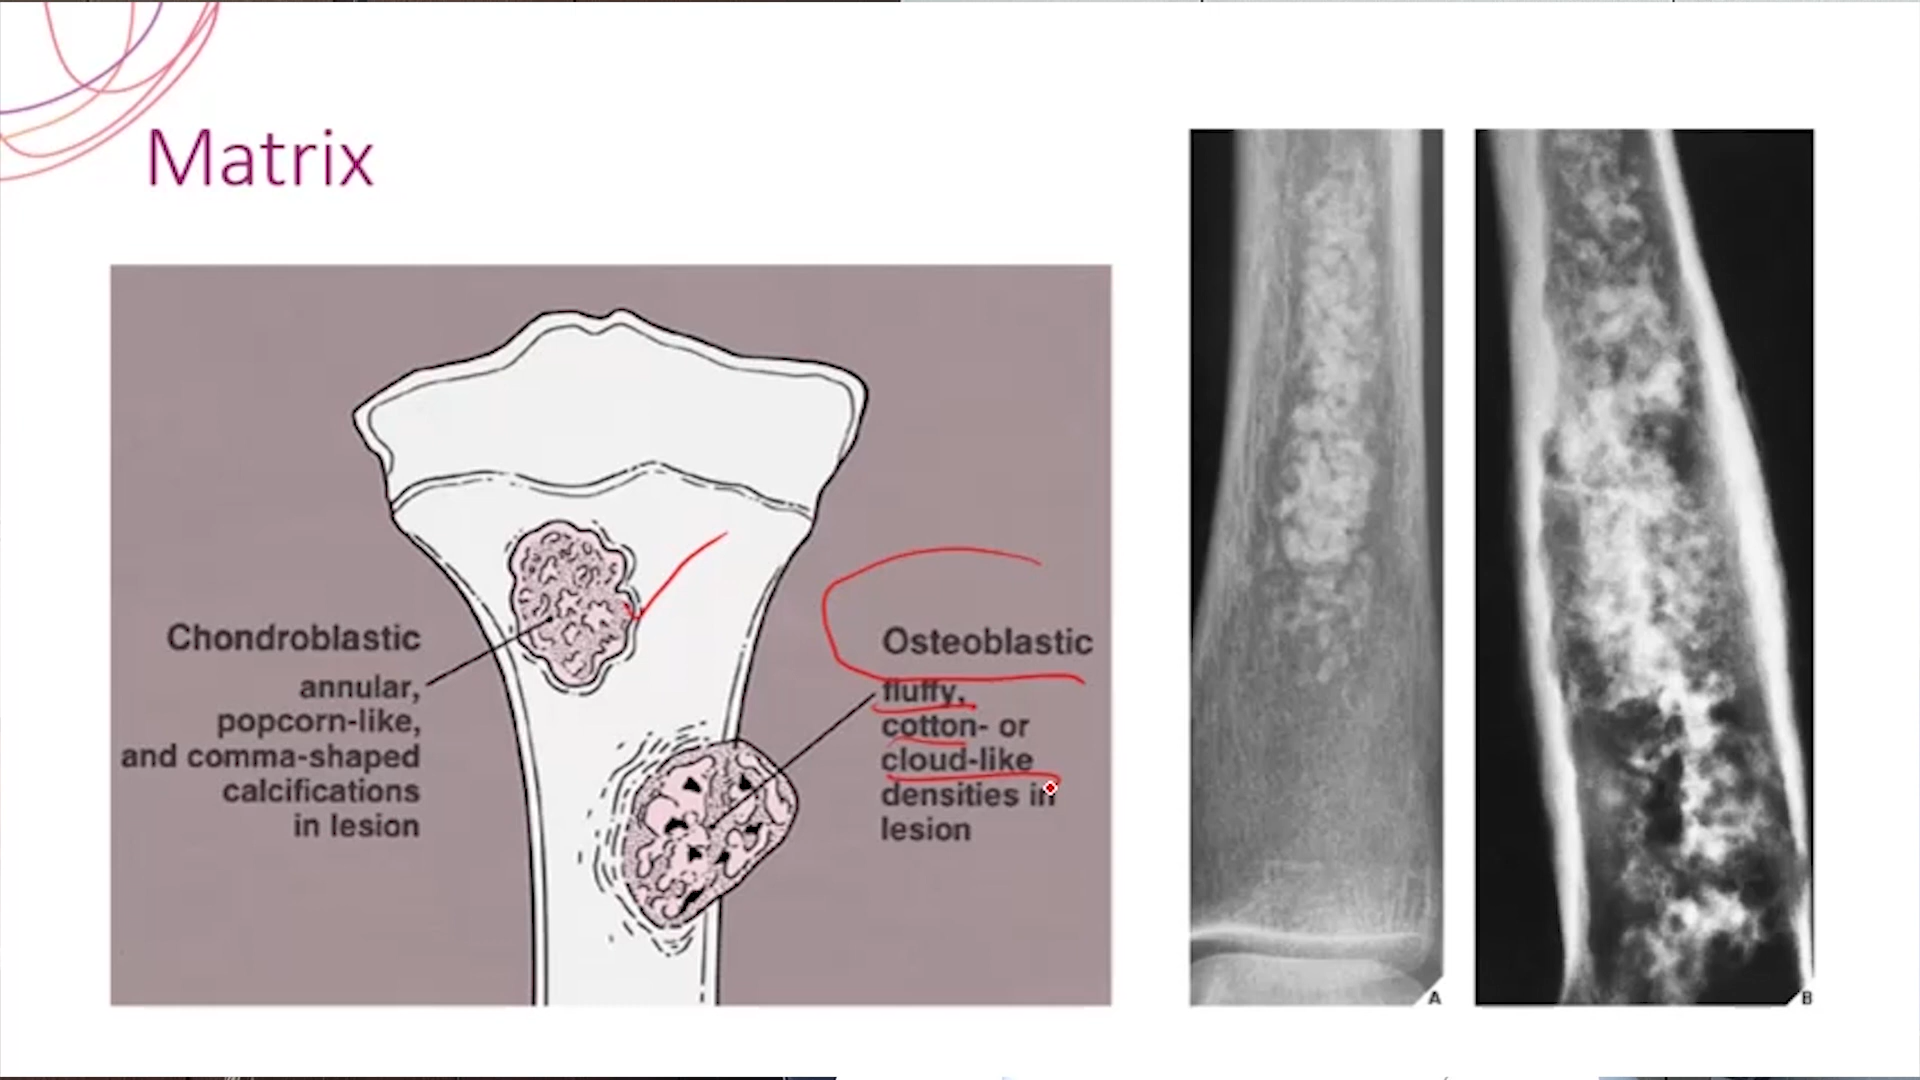 Matrix
Chondroblastic
annular,
popcorn-like,
and comma-shaped
calcifications
in lesion
Osteoblastic
fluffy,
cotton- or
cloud-like
densities in
lesion
A
B